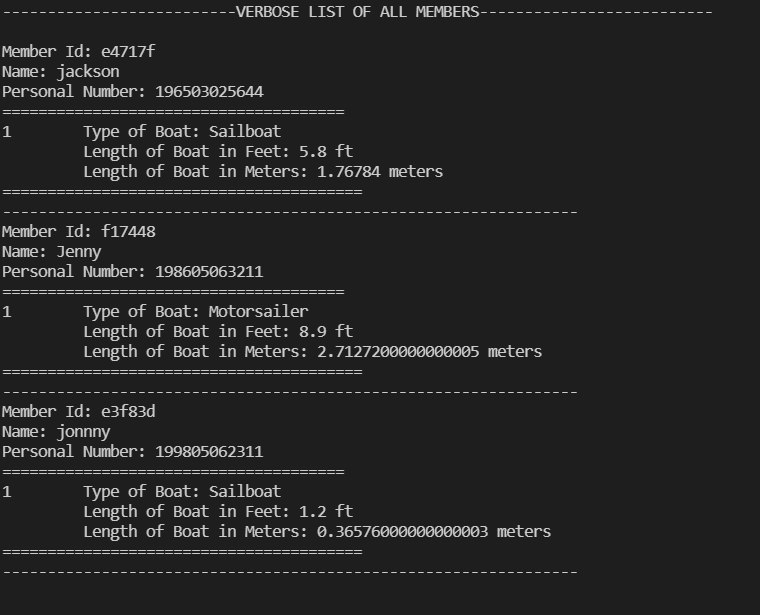 --------------------------VERBOSE LIST OF ALL MEMBERS--------------------------
Member Id: e4717f
Name: jackson
Personal Number: 196503025644
======================================
1        Type of Boat: Sailboat
         Length of Boat in Feet: 5.8 ft
         Length of Boat in Meters: 1.76784 meters
========================================
----------------------------------------------------------------
Member Id: f17448
Name: Jenny
Personal Number: 198605063211
======================================
1        Type of Boat: Motorsailer
         Length of Boat in Feet: 8.9 ft
         Length of Boat in Meters: 2.7127200000000005 meters
========================================
----------------------------------------------------------------
Member Id: e3f83d
Name: jonnny
Personal Number: 199805062311
======================================
1        Type of Boat: Sailboat
         Length of Boat in Feet: 1.2 ft
         Length of Boat in Meters: 0.36576000000000003 meters
========================================
----------------------------------------------------------------